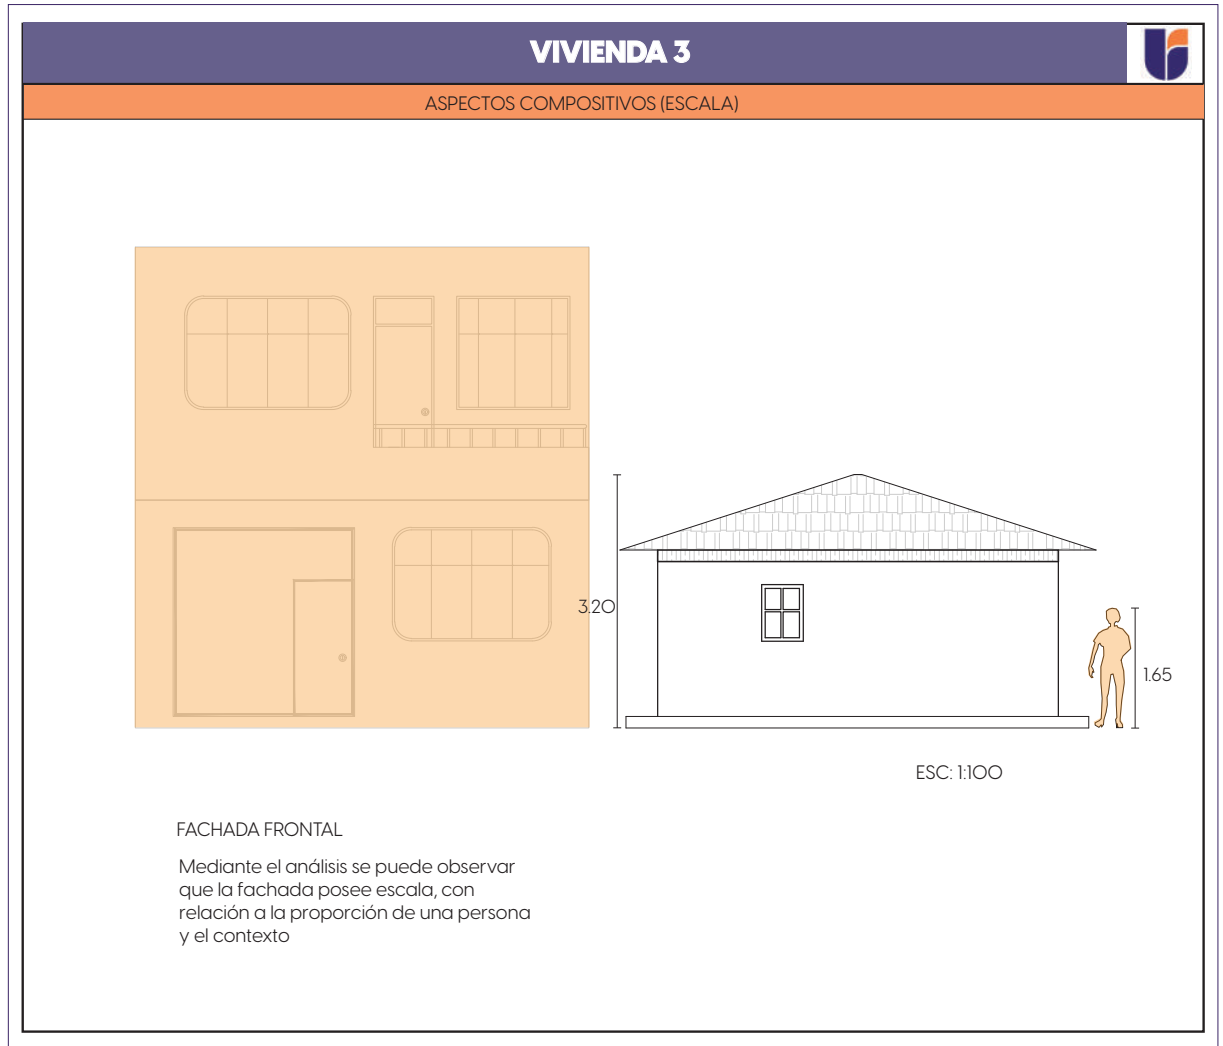 VIVIENDA 3
ASPECTOS COMPOSITIVOS (ESCALA)
3.20
1.65
ESC: 1:100
FACHADA FRONTAL
Mediante el análisis se puede observar
que la fachada posee escala, con
relación a la proporción de una persona
y el contexto